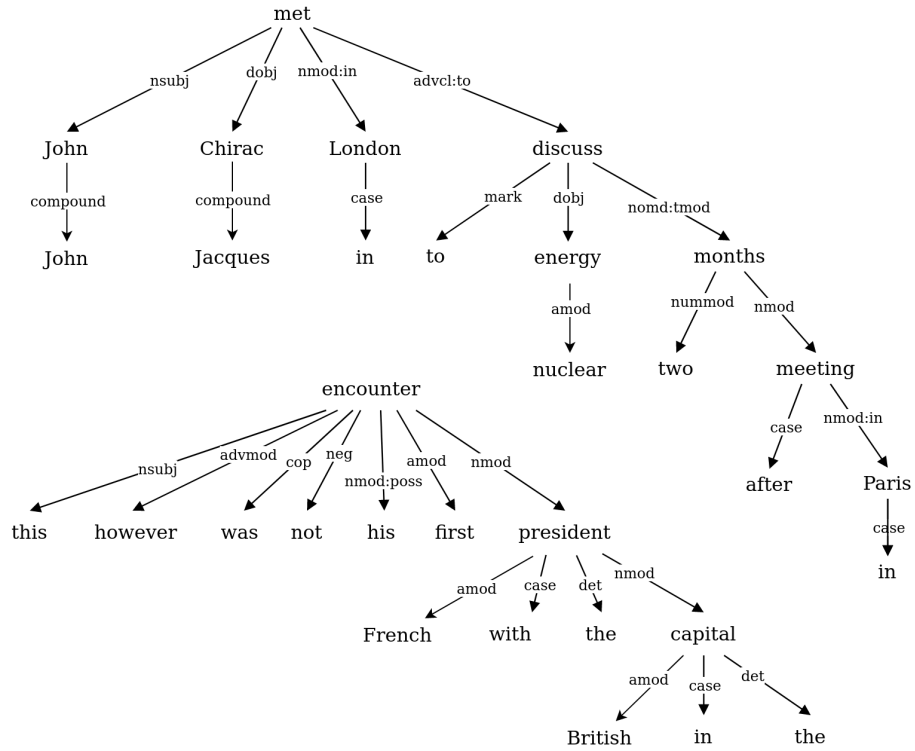 met
nsubj dobj nmod:in advcl:to
John Chirac London discuss
compound compound case mark dobj nomd:tmod
John Jacques in to energy months
amod nummod nmod
nuclear two meeting
encounter
case nmod:in
nsubj advmod cop neg nmod:poss amod nmod
after Paris
this however was not his first president
case
in
amod case det nmod
French with the capital
amod case det
British in the